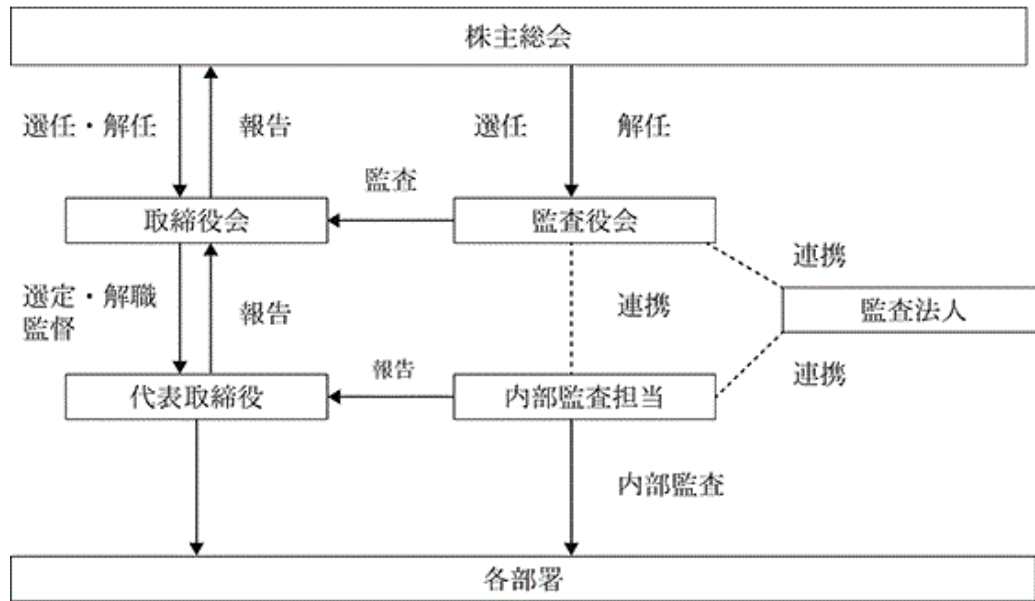 株主総会
選任・解任
報告
選任
解任
監査
取締役会
監査役会
連携
選定・解職
監督
報告
連携
監査法人
報告
連携
代表取締役
内部監査担当
内部監査
各部署